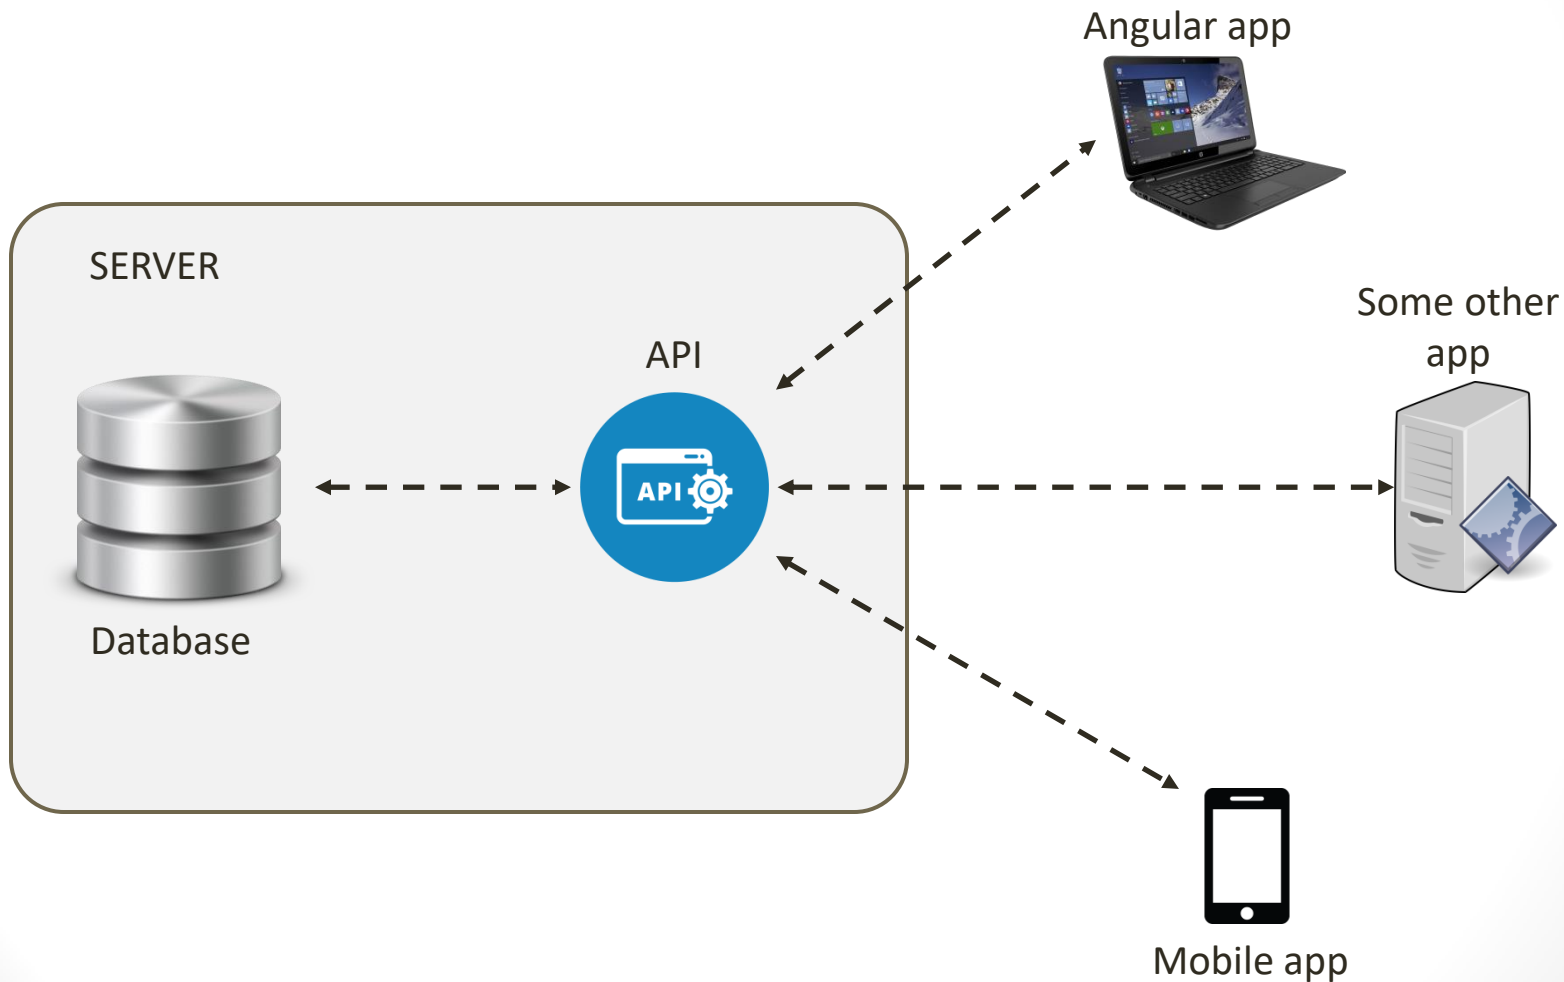 Angular app
SERVER
Some other
app
API
API
Database
Mobile app